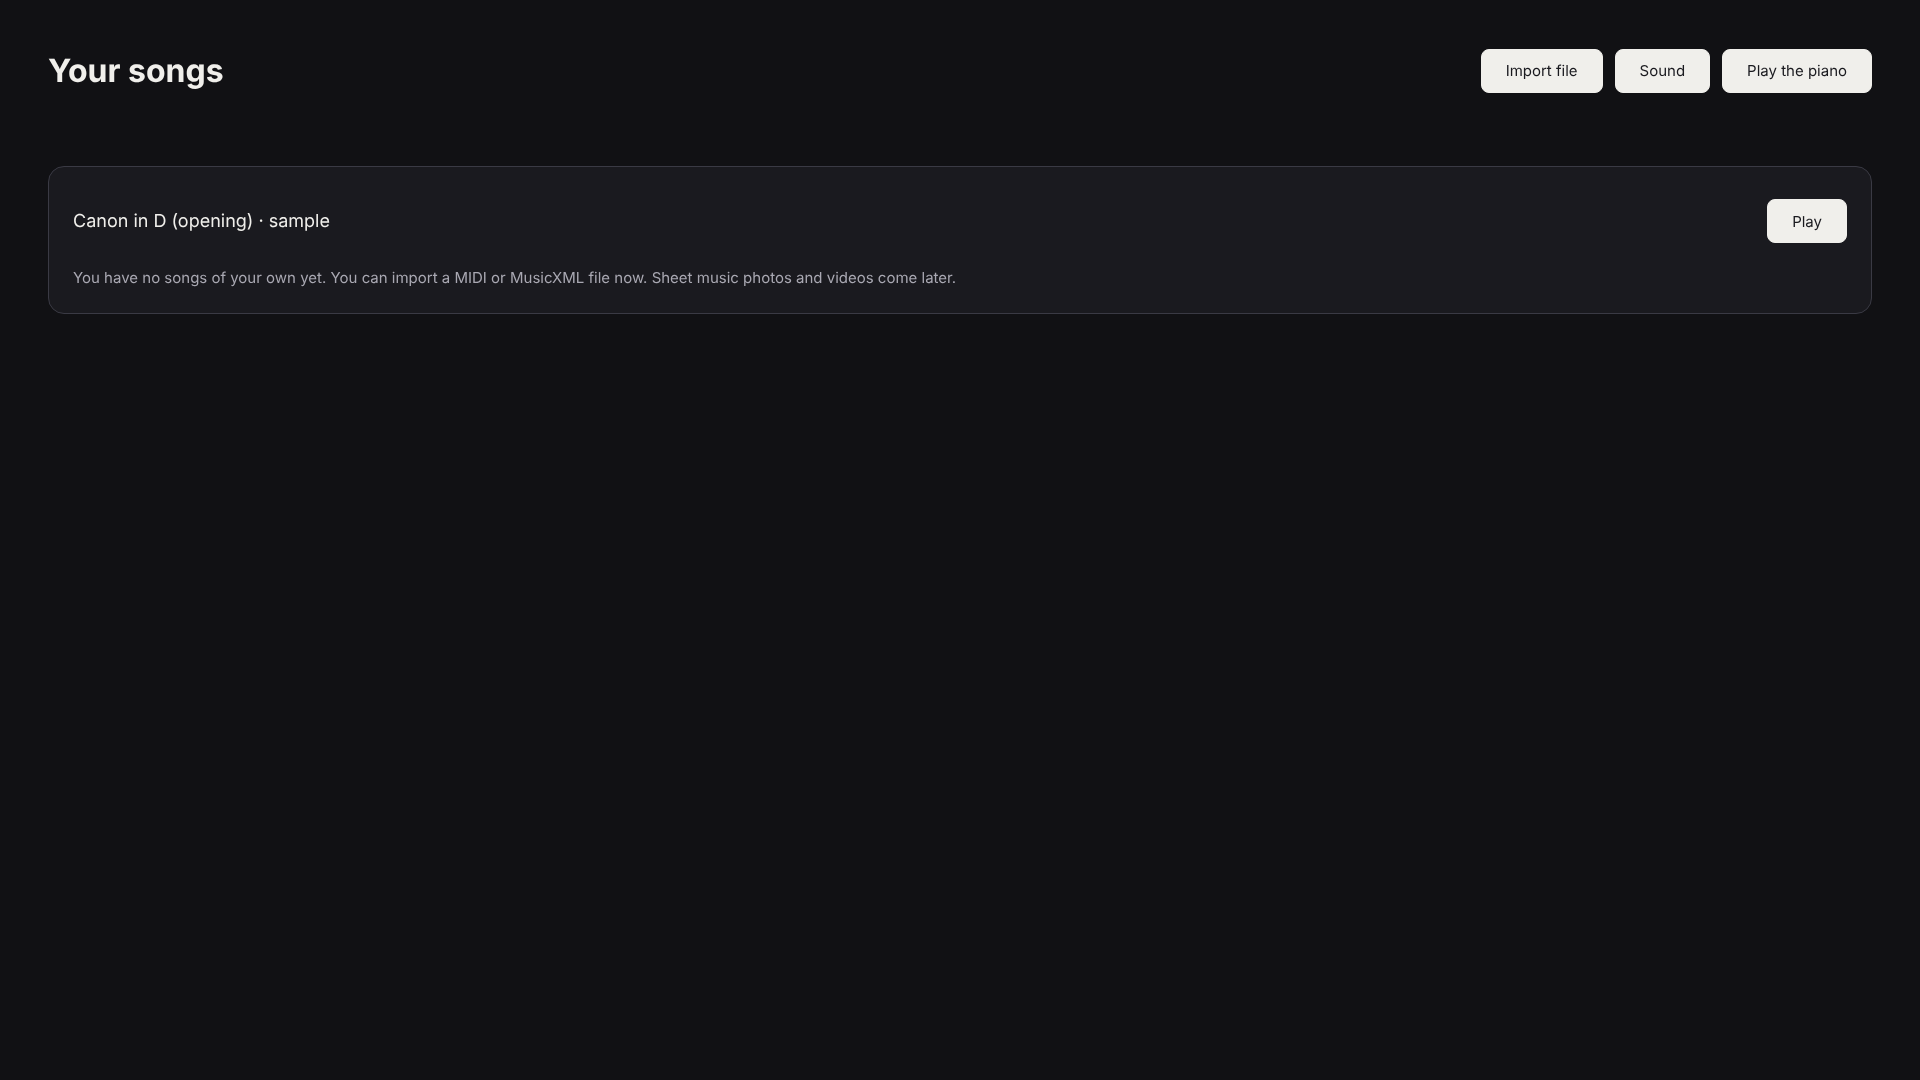 Your songs
Import file
Sound
Play the piano
Canon in D (opening) · sample
Play
You have no songs of your own yet. You can import a MIDI or MusicXML file now. Sheet music photos and videos come later.